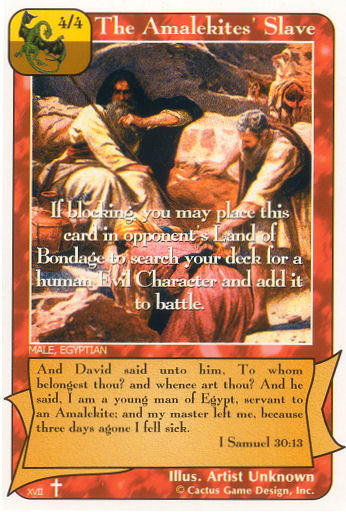 4/4
The Amalekites' Slave
If blocking, you may place this
card in opponent's Land of
Bondage to search your deck for a
human Evil Character and add it
to battle.
MALE, EGYPTIAN
And David said unto him, To whom
belongest thou? and whence art thou? And he
said, I am a young man of Egypt, servant to
an Amalekite; and my master left me, because
three days agone I fell sick.
I Samuel 30:13
Illus. Artist Unknown
XVII
© Cactus Game Design, Inc.